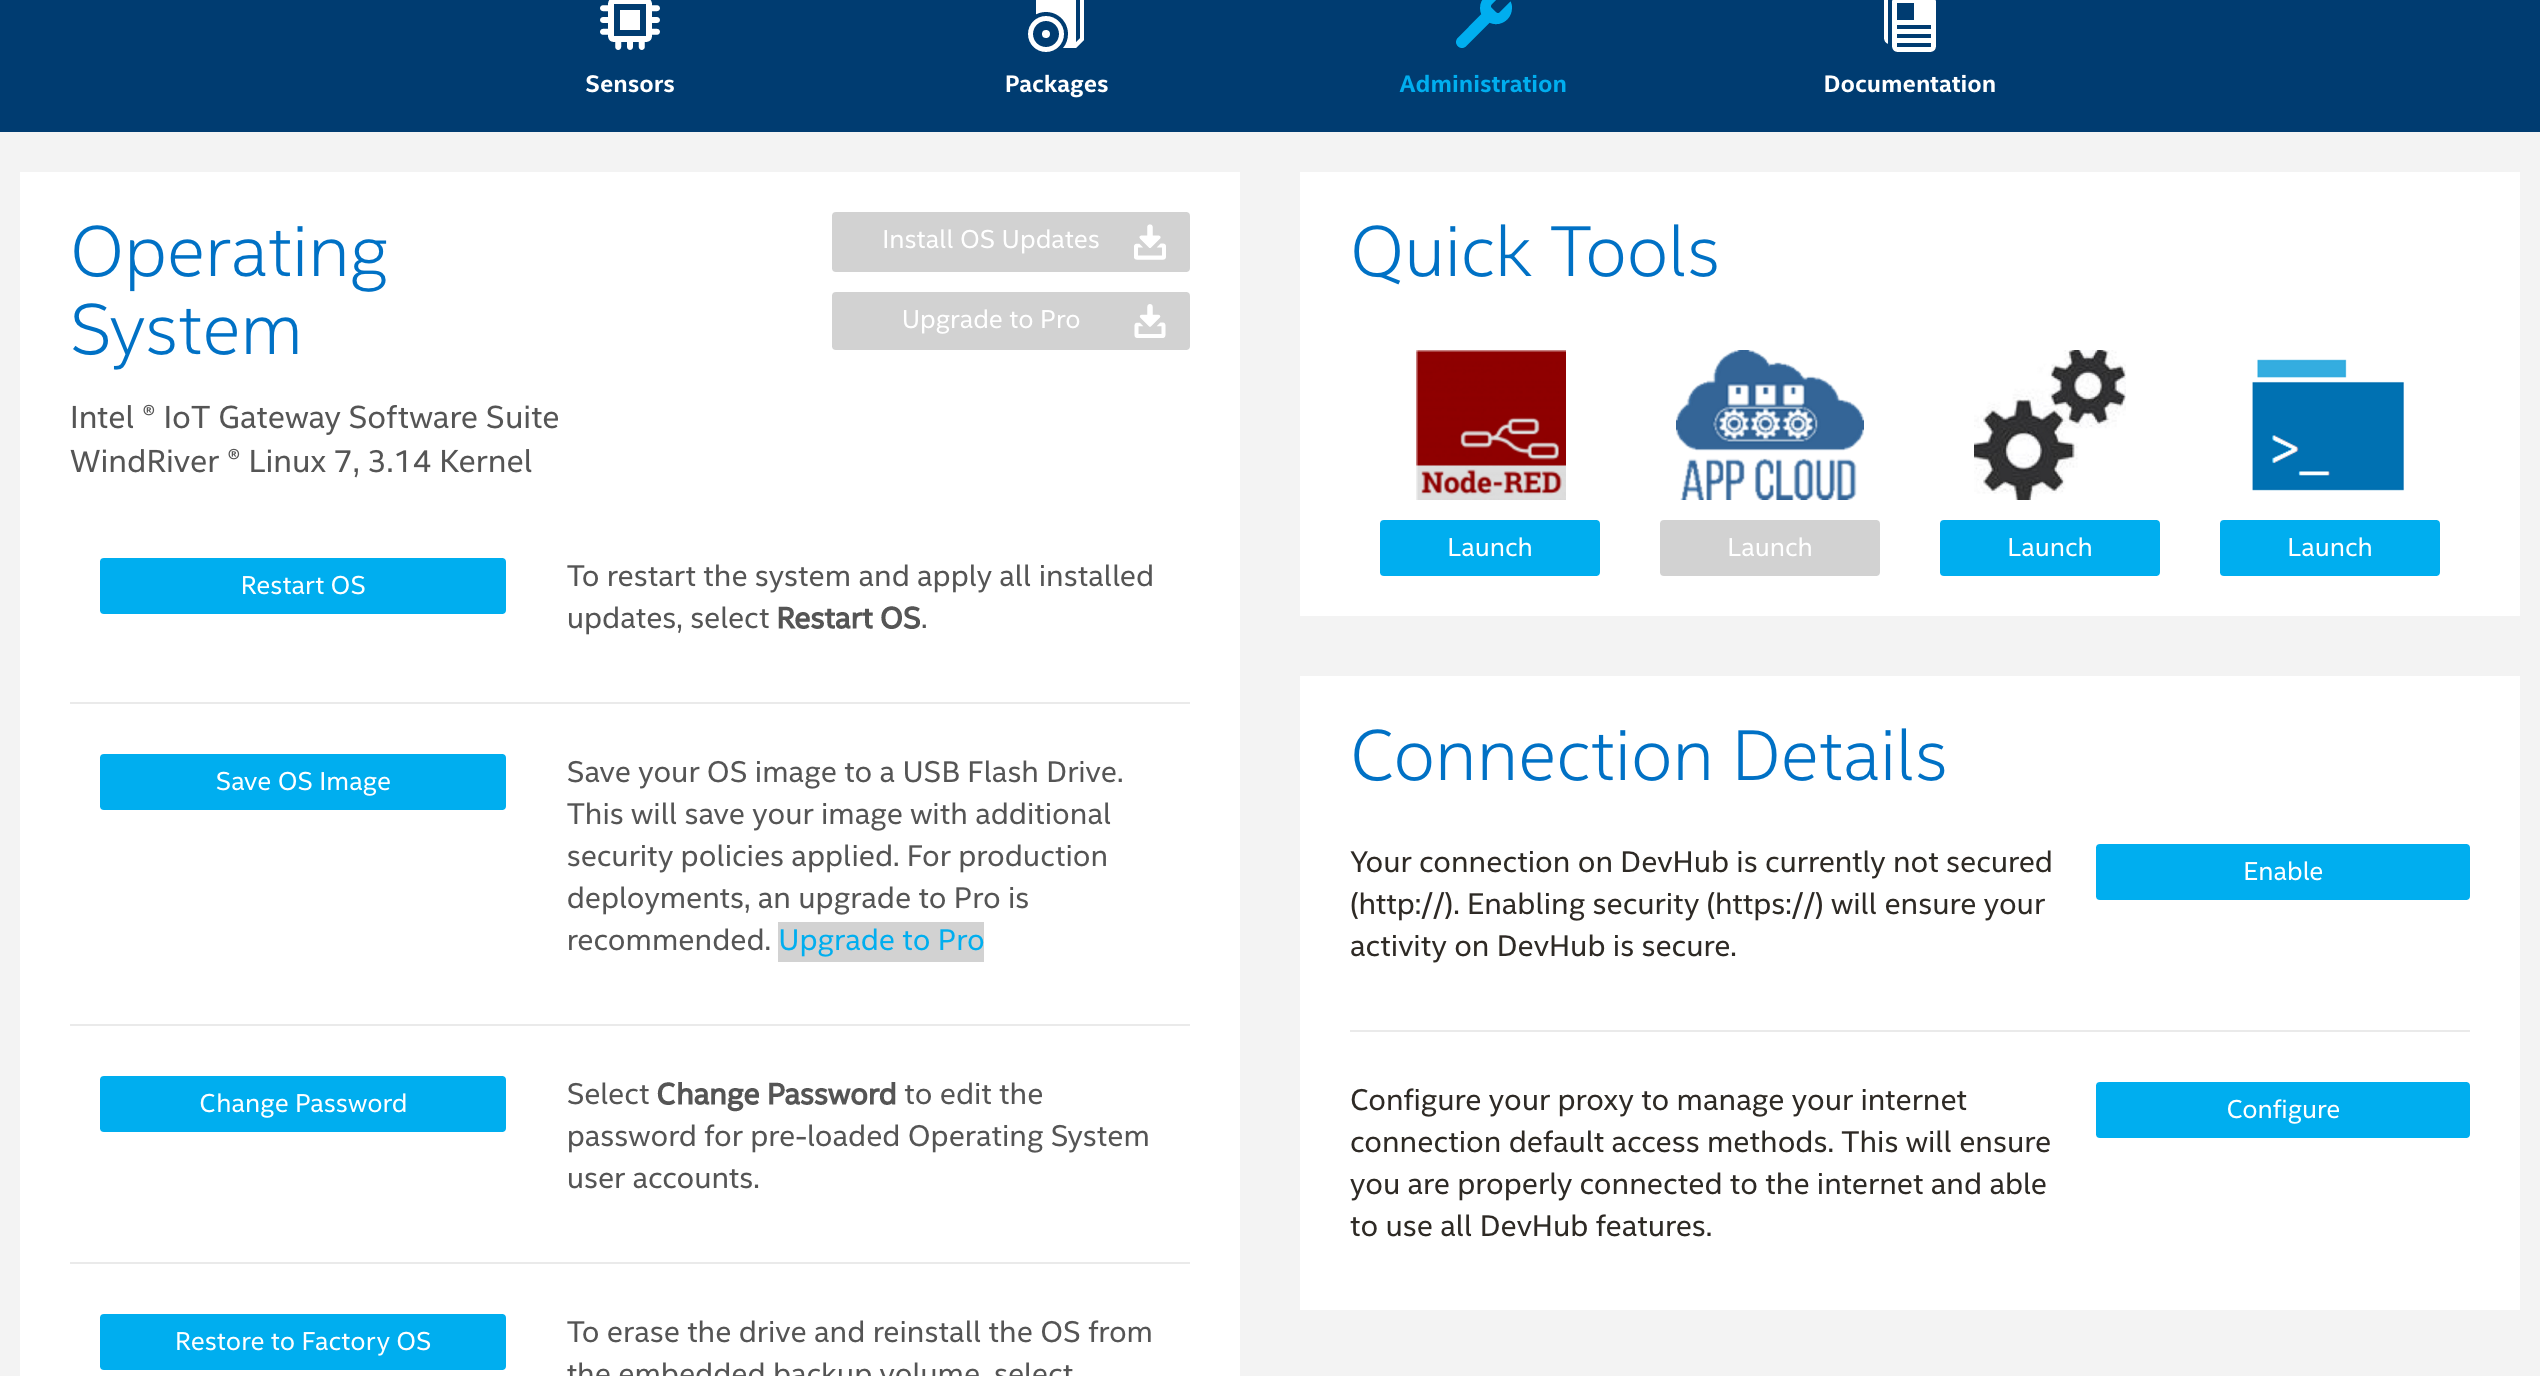 Sensors
Packages
Administration
Documentation
Operating
System
Install OS Updates
Upgrade to Pro
Intel ® IoT Gateway Software Suite
WindRiver ® Linux 7, 3.14 Kernel
Restart OS
To restart the system and apply all installed
updates, select Restart OS.
Save OS Image
Save your OS image to a USB Flash Drive.
This will save your image with additional
security policies applied. For production
deployments, an upgrade to Pro is
recommended. Upgrade to Pro
Change Password
Select Change Password to edit the
password for pre-loaded Operating System
user accounts.
Restore to Factory OS
To erase the drive and reinstall the OS from
the embedded backup volume, select
Quick Tools
Node-RED
APP CLOUD
>_
Launch
Launch
Launch
Launch
Connection Details
Your connection on DevHub is currently not secured
(http://). Enabling security (https://) will ensure your
activity on DevHub is secure.
Enable
Configure your proxy to manage your internet
connection default access methods. This will ensure
you are properly connected to the internet and able
to use all DevHub features.
Configure